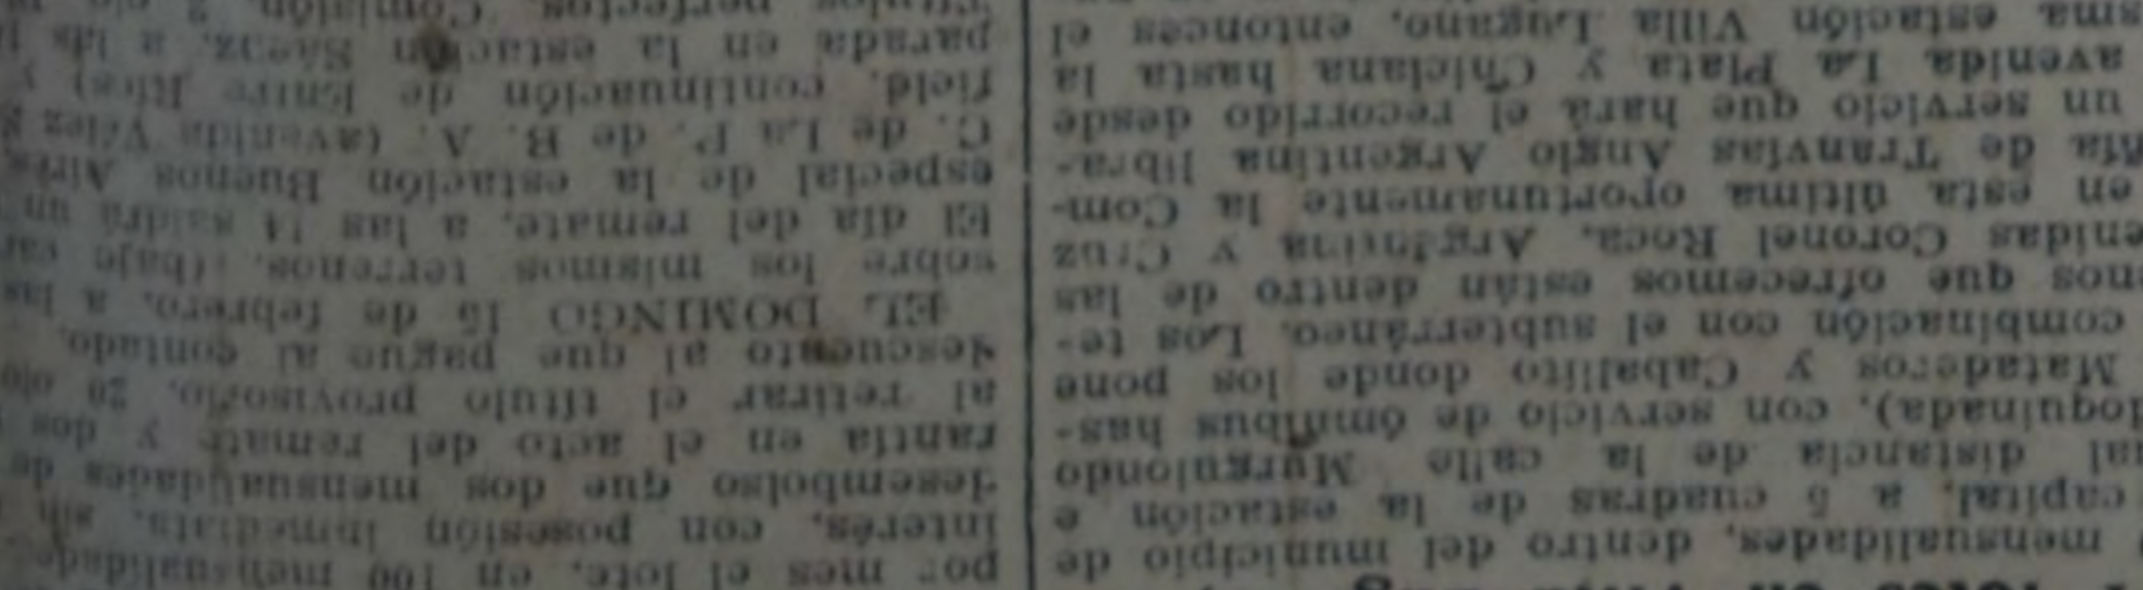 mensualidades, dentro del municipio de
capital, a 5 cuadras de la estación e
ual distancia de la calle Murguiondo
doquinada), con servicio de ómnibus has-
Mataderos y Caballito donde los pone
combinación con el subterráneo. Los te-
enos que ofrecemos están dentro de las
enidas Coronel Roca, Argentina y Cruz
en esta última oportunamente la Com-
ñía de Tranvías Anglo Argentina libra-
un servicio que hará el recorrido desde
avenida La Plata y Chiclana hasta la
sma estación Villa Lugano, entonces el
por mes el lote, en 100 mensualidade
interés, con posesión inmediata, sin
desembolso que dos mensualidades de
rantía en el acto del remate y dos
al retirar el título provisorio. 20 o|o
descuento al que pague al contado.
EL DOMINGO 15 de febrero, a las
sobre los mismos terrenos, (bajo car
El día del remate, a las 14 saldrá un
especial de la estación Buenos Aires
C. de La P. de B. A. (avenida Vélez S
field, continuación de Entre Ríos) y
parada en la estación Sáenz, a las 1
Títulos perfectos. Comisión, 2 o|o